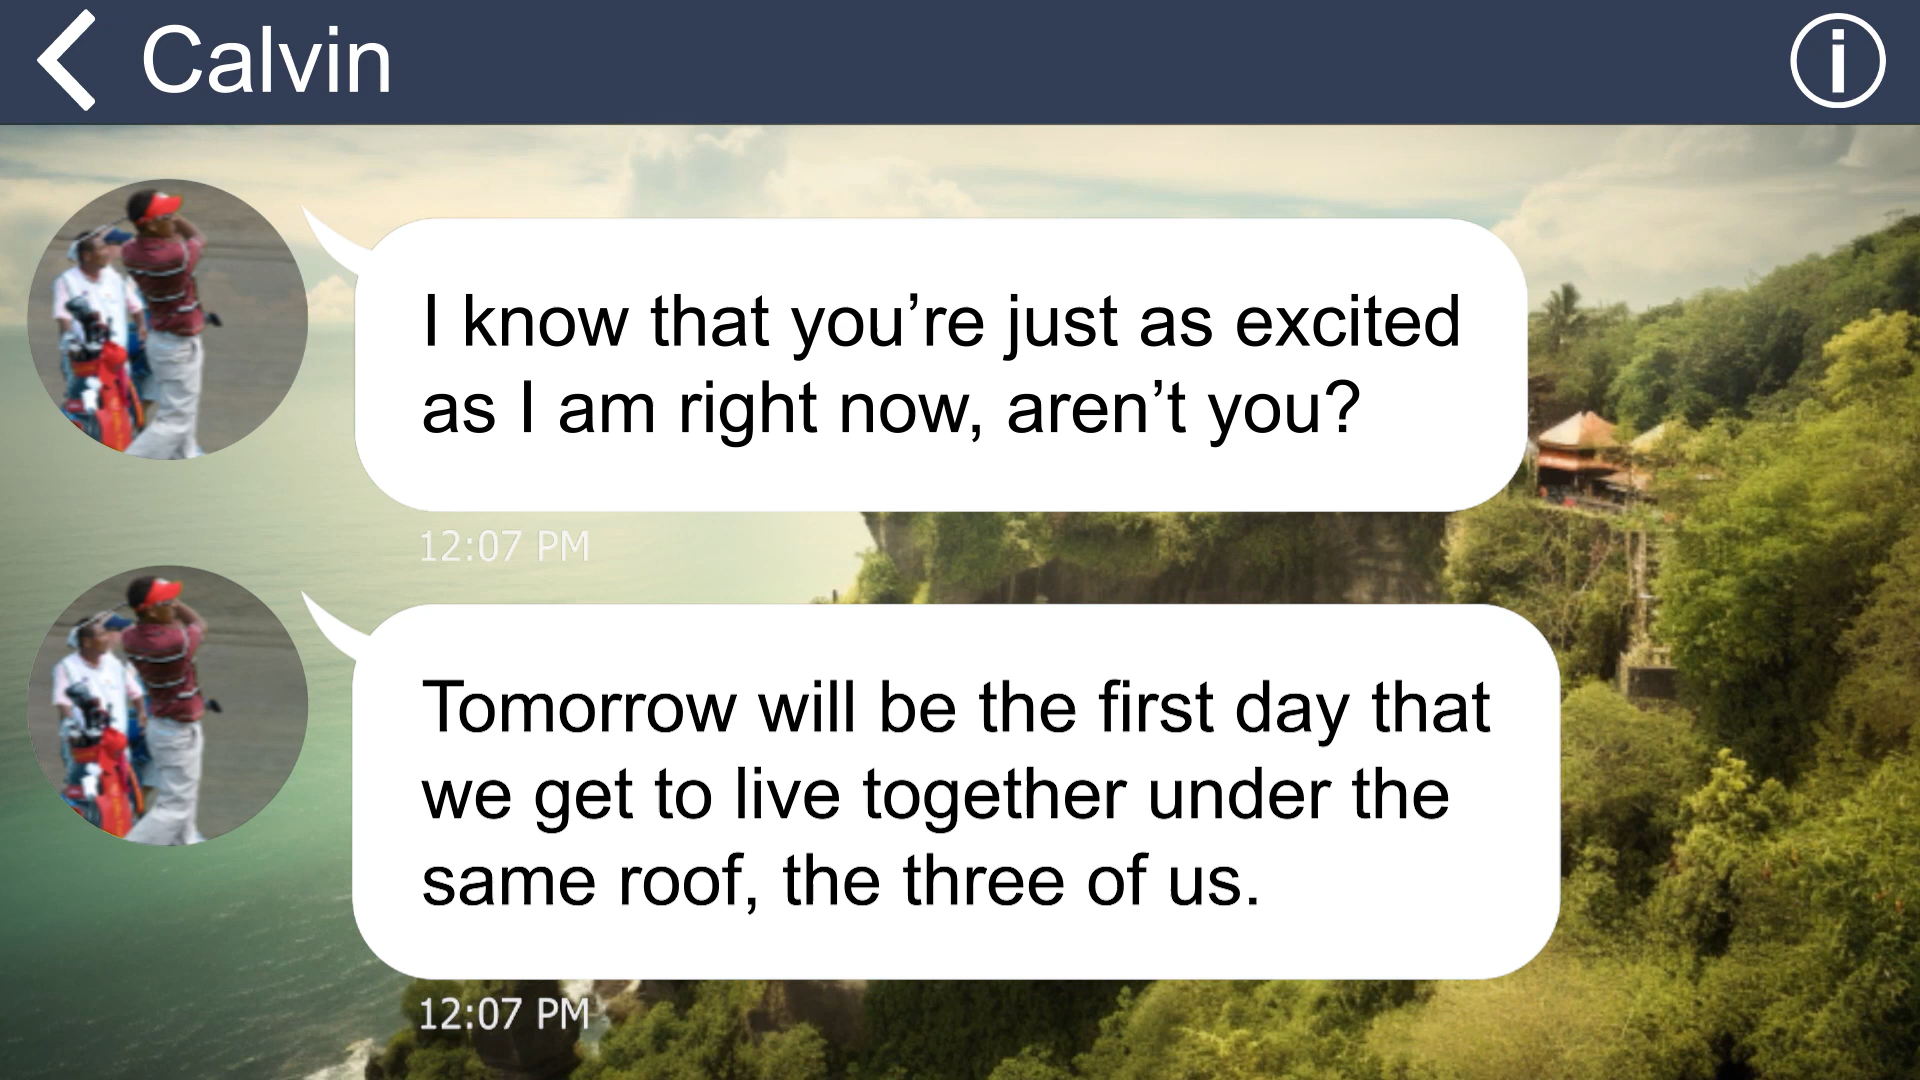 Calvin
I know that you’re just as excited
as I am right now, aren’t you?
12:07 PM
Tomorrow will be the first day that
we get to live together under the
same roof, the three of us.
12:07 PM